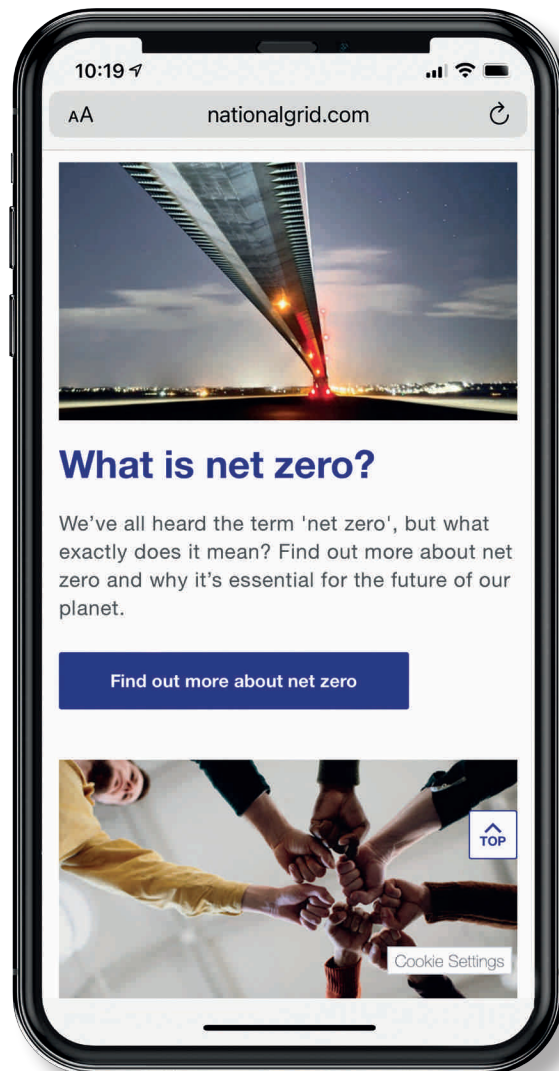 10:19
AA
nationalgrid.com
What is net zero?
We’ve all heard the term 'net zero', but what
exactly does it mean? Find out more about net
zero and why it’s essential for the future of our
planet.
Find out more about net zero
TOP
Cookie Settings